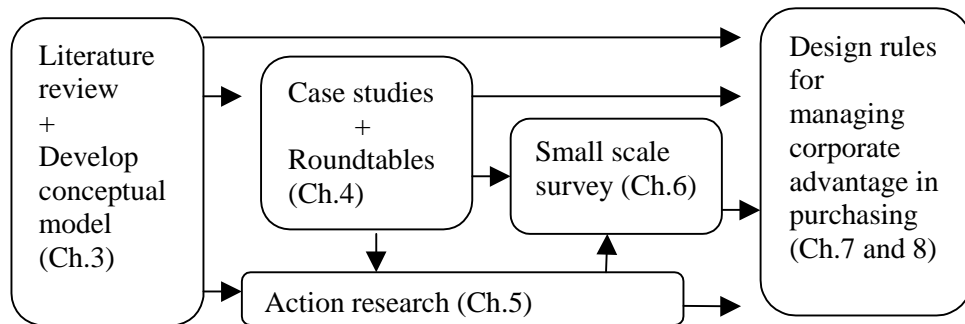 Literature
review
+
Develop
conceptual
model
(Ch.3)
Case studies
+
Roundtables
(Ch.4)
Small scale
survey (Ch.6)
Action research (Ch.5)
Design rules
for
managing
corporate
advantage in
purchasing
(Ch.7 and 8)